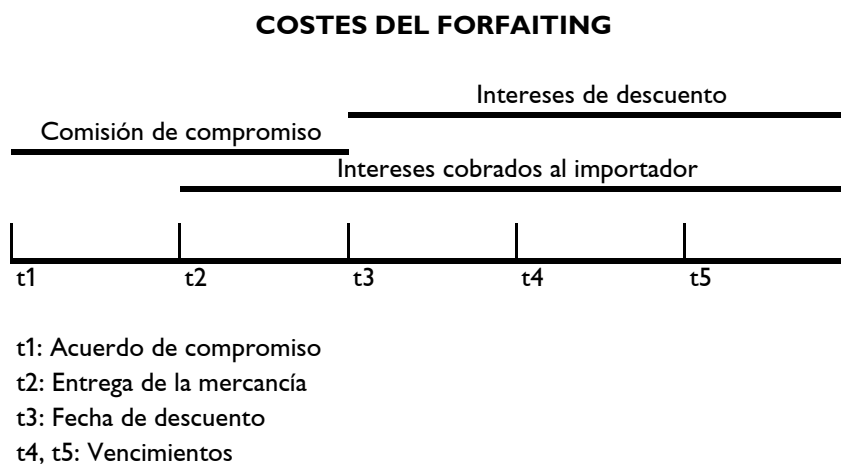 COSTES DEL FORFAITING
Intereses de descuento
Comisión de compromiso
Intereses cobrados al importador
t1 t2 t3 t4 t5
t1: Acuerdo de compromiso
t2: Entrega de la mercancía
t3: Fecha de descuento
t4, t5: Vencimientos